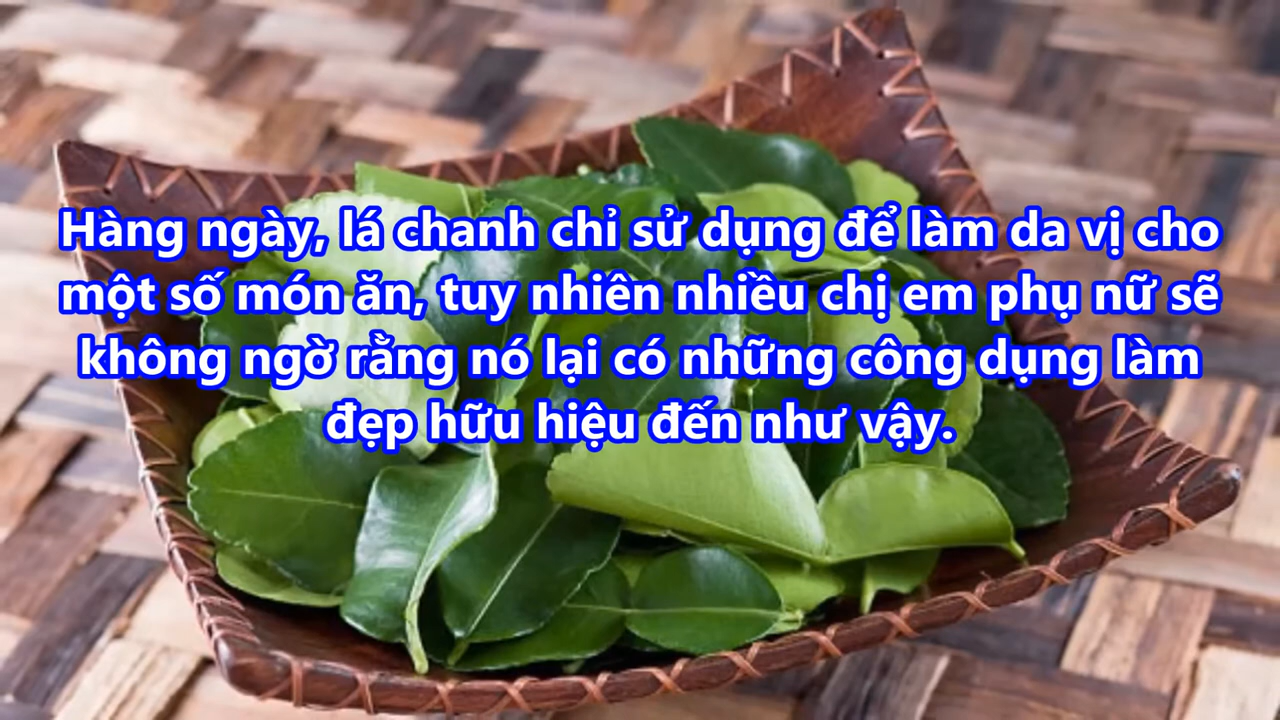 Hàng ngày, lá chanh chỉ sử dụng để làm da vị cho
một số món ăn, tuy nhiên nhiều chị em phụ nữ sẽ
không ngờ rằng nó lại có những công dụng làm
đẹp hữu hiệu đến như vậy.